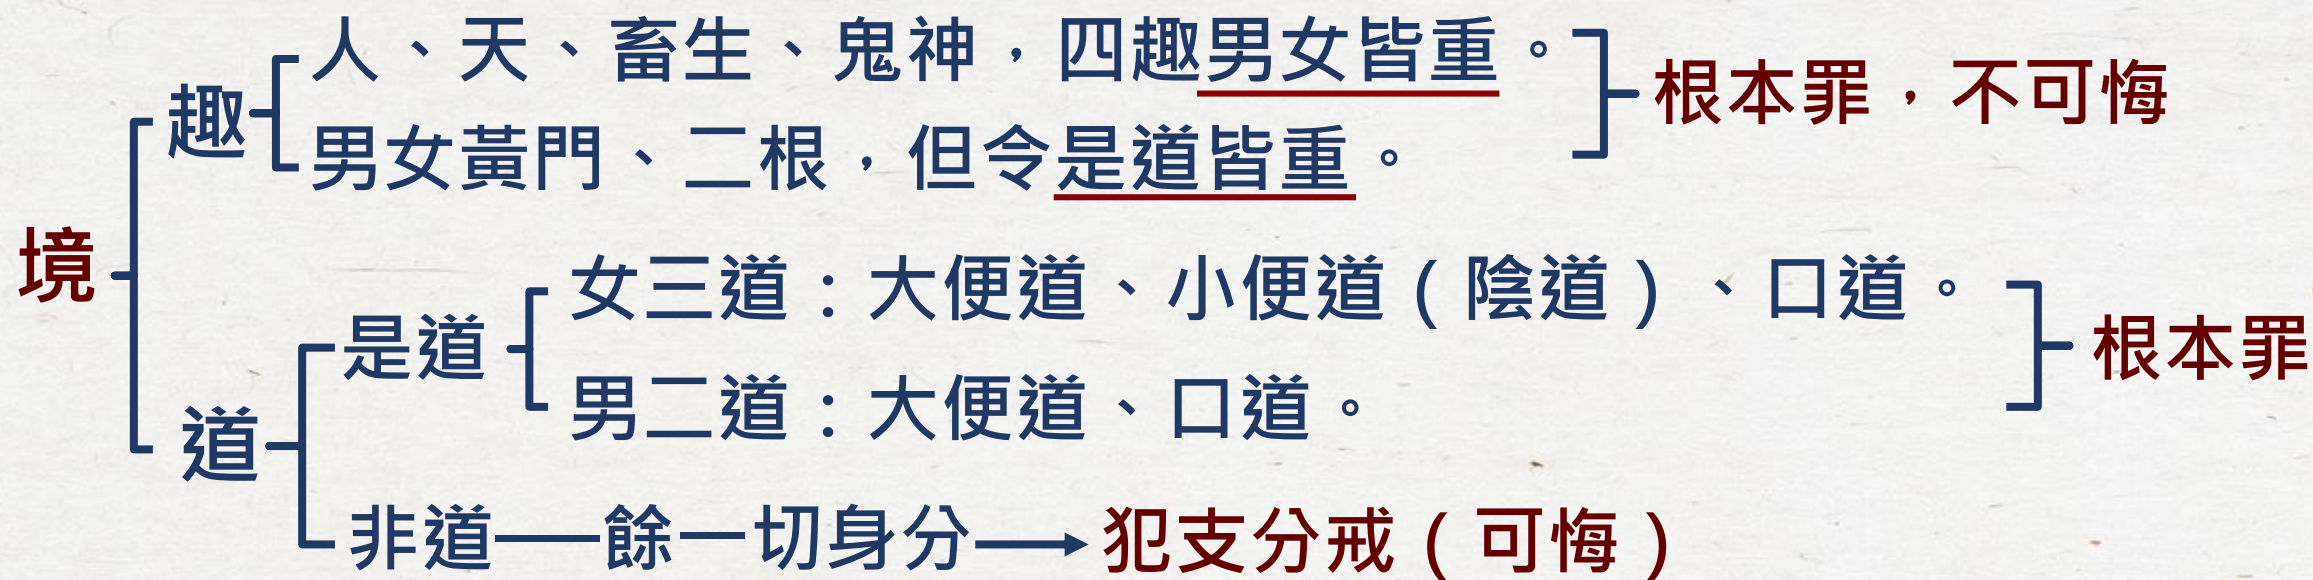 人、天、畜生、鬼神，四趣男女皆重。
根本罪，不可悔
趣
男女黃門、二根，但令是道皆重。
境
女三道：大便道、小便道（陰道）、口道。
是道
根本罪
男二道：大便道、口道。
道
非道——餘一切身分→犯支分戒（可悔）